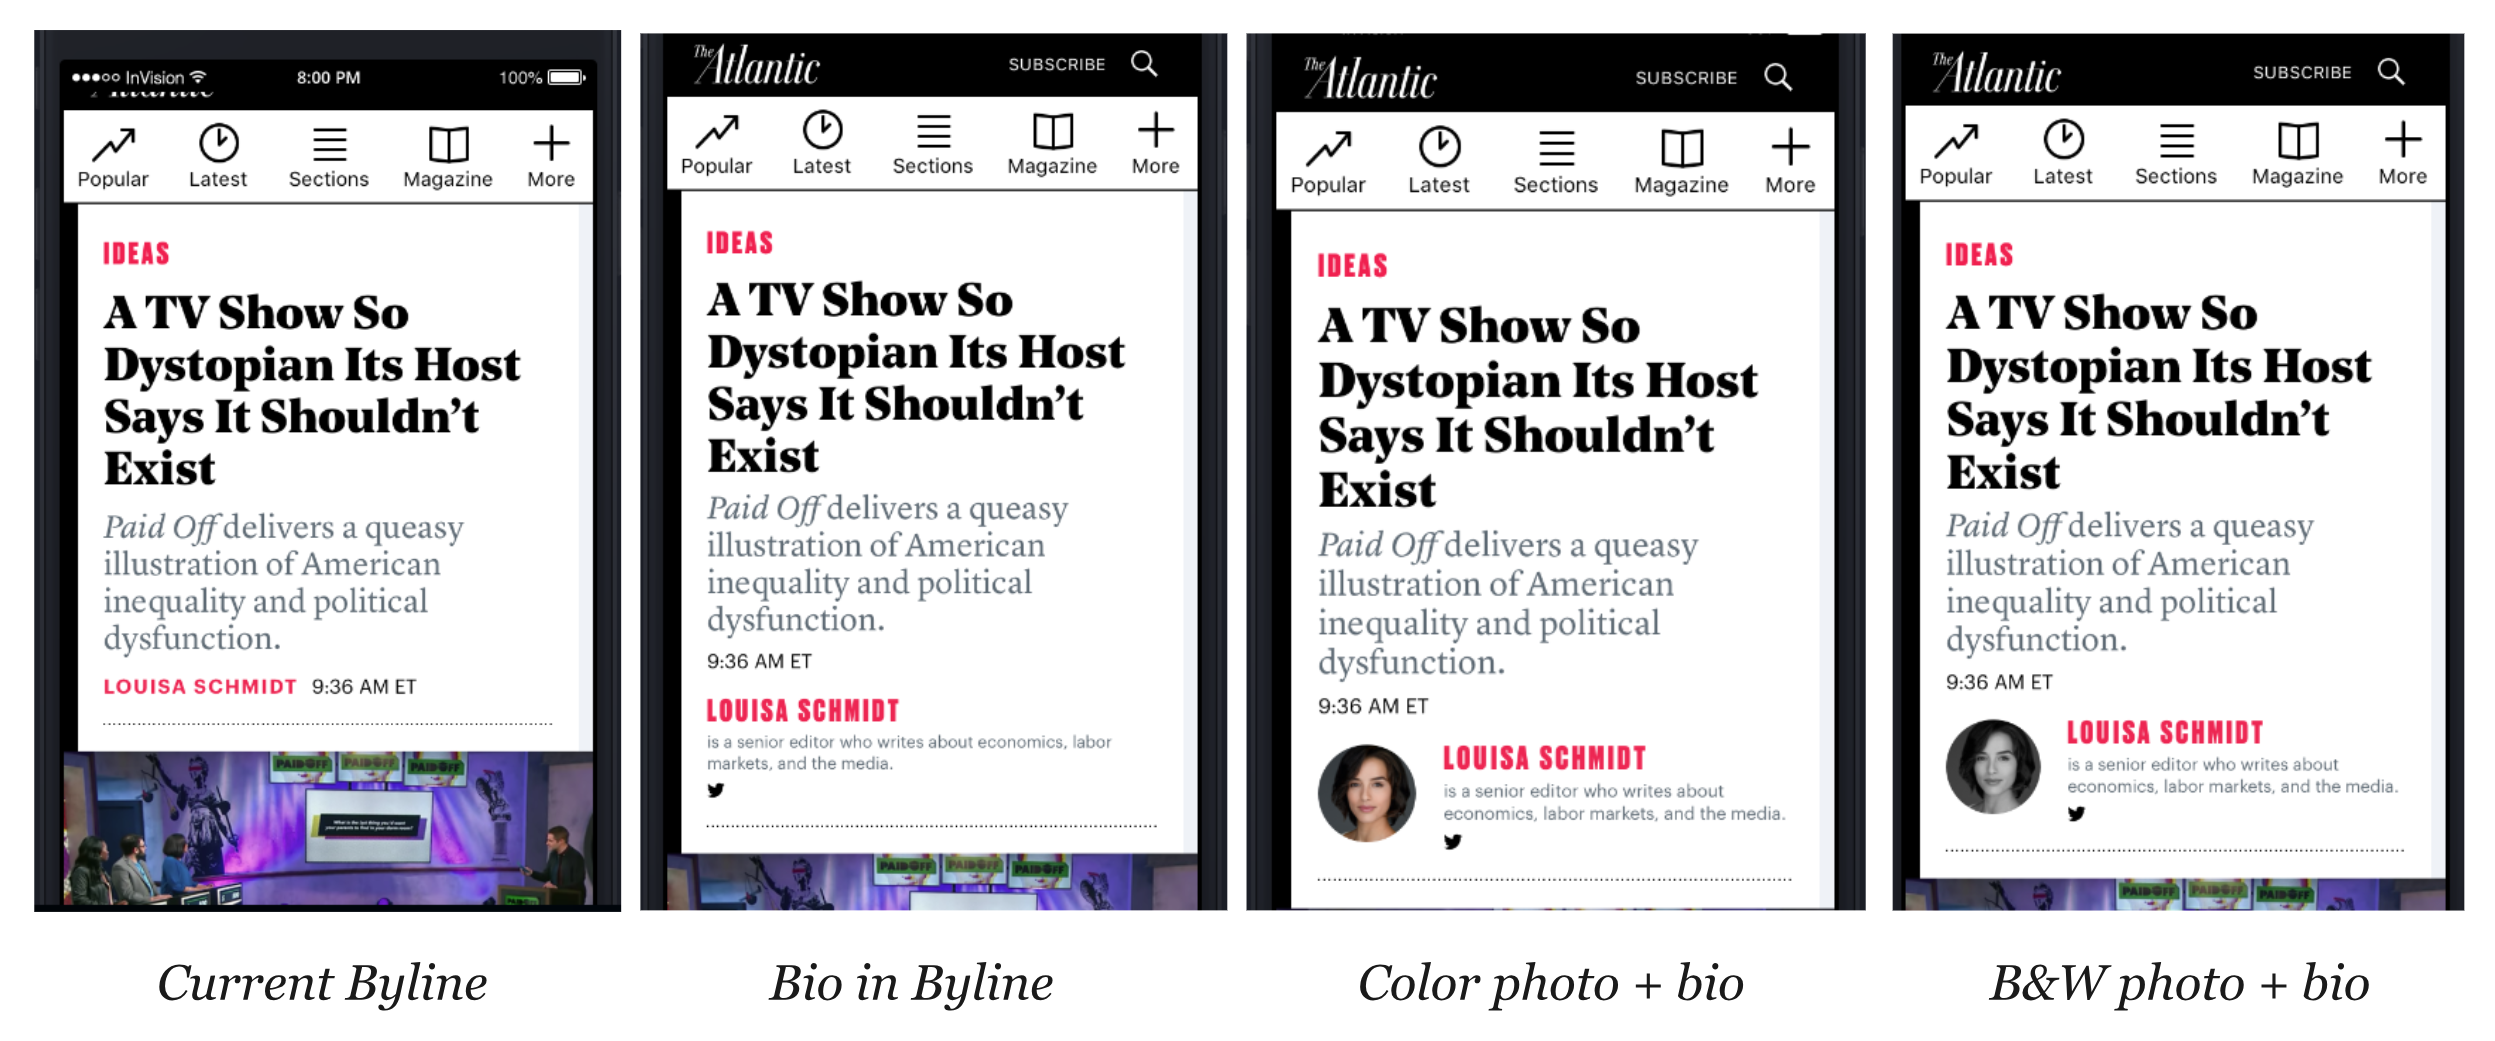 InVision 8:00 PM 100%
Popular Latest Sections Magazine More
IDEAS
A TV Show So
Dystopian Its Host
Says It Shouldn’t
Exist
Paid Off delivers a queasy
illustration of American
inequality and political
dysfunction.
LOUISA SCHMIDT 9:36 AM ET
PAID OFF PAID OFF PAID OFF
Current Byline
The Atlantic SUBSCRIBE
Popular Latest Sections Magazine More
IDEAS
A TV Show So
Dystopian Its Host
Says It Shouldn’t
Exist
Paid Off delivers a queasy
illustration of American
inequality and political
dysfunction.
9:36 AM ET
LOUISA SCHMIDT
is a senior editor who writes about economics, labor
markets, and the media.
PAID OFF PAID OFF PAID OFF
Bio in Byline
The Atlantic SUBSCRIBE
Popular Latest Sections Magazine More
IDEAS
A TV Show So
Dystopian Its Host
Says It Shouldn’t
Exist
Paid Off delivers a queasy
illustration of American
inequality and political
dysfunction.
9:36 AM ET
LOUISA SCHMIDT
is a senior editor who writes about
economics, labor markets, and the media.
Color photo + bio
The Atlantic SUBSCRIBE
Popular Latest Sections Magazine More
IDEAS
A TV Show So
Dystopian Its Host
Says It Shouldn’t
Exist
Paid Off delivers a queasy
illustration of American
inequality and political
dysfunction.
9:36 AM ET
LOUISA SCHMIDT
is a senior editor who writes about
economics, labor markets, and the media.
PAID OFF PAID OFF PAID OFF
B&W photo + bio